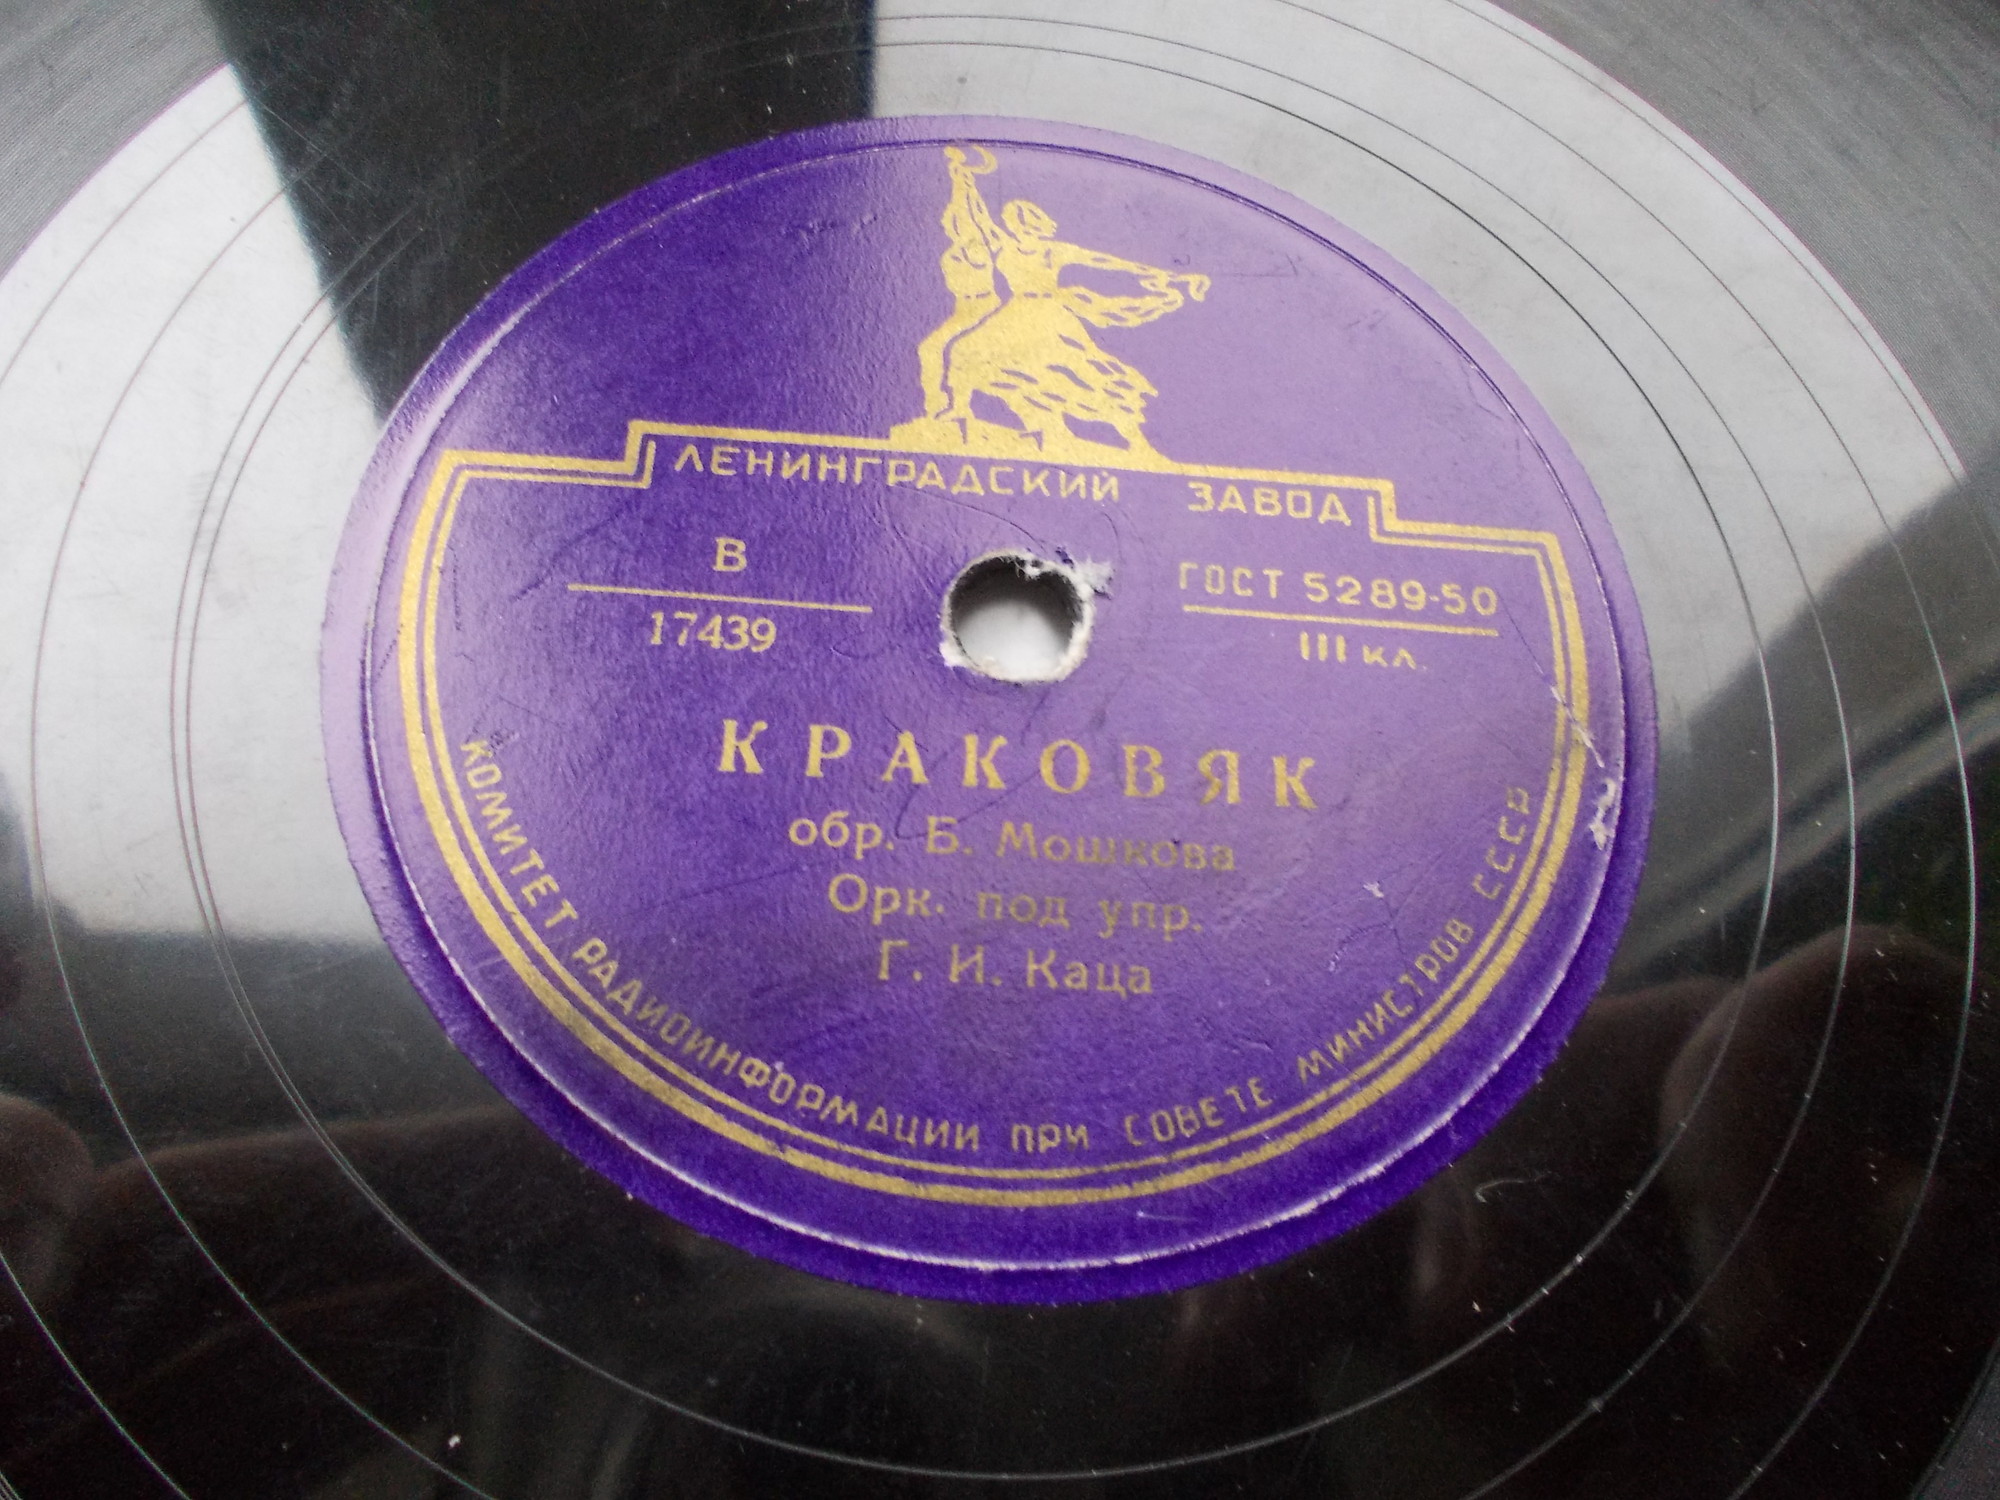 ЛЕНИНГРАДСКИЙ ЗАВОД
В
17439
ГОСТ 5289-50
III кл.
КРАКОВЯК
обр. Б. Мошкова
Орк. под упр.
Г. И. Каца
КОМИТЕТ РАДИОИНФОРМАЦИИ ПРИ СОВЕТЕ МИНИСТРОВ СССР